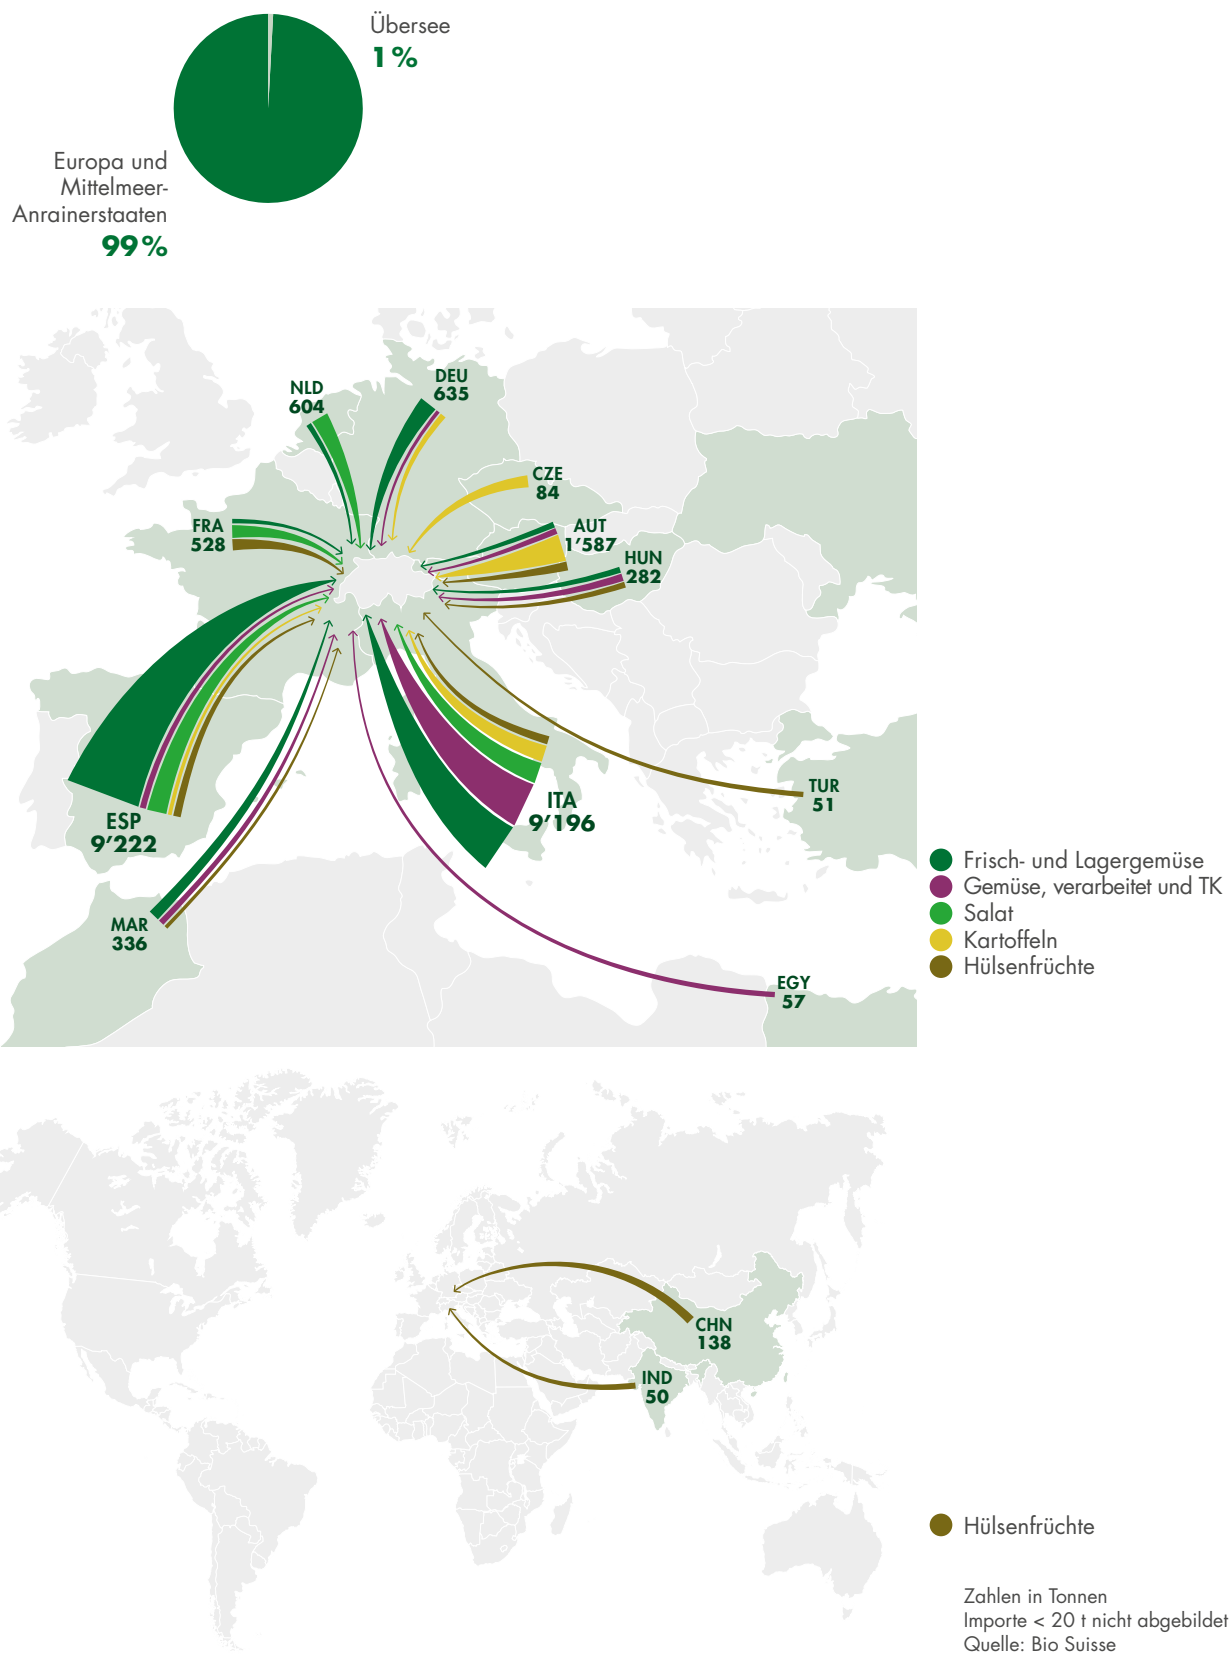 Übersee
1 %
Europa und
Mittelmeer-
Anrainerstaaten
99 %
NLD
604
DEU
635
CZE
84
FRA
528
AUT
1’587
HUN
282
ESP
9’222
ITA
9’196
TUR
51
MAR
336
EGY
57
Frisch- und Lagergemüse
Gemüse, verarbeitet und TK
Salat
Kartoffeln
Hülsenfrüchte
CHN
138
IND
50
Hülsenfrüchte
Zahlen in Tonnen
Importe < 20 t nicht abgebildet
Quelle: Bio Suisse